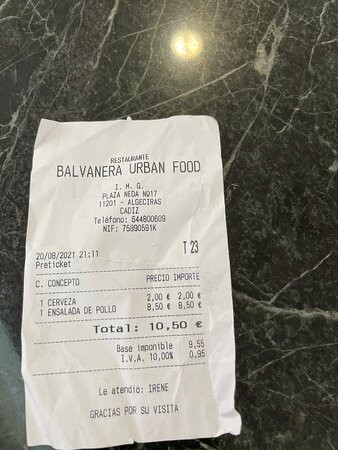 RESTAURANTE
BALVANERA URBAN FOOD
I. M. G.
PLAZA NEDA Nº17
11201 - ALGECIRAS
CADIZ
Teléfono: 644800609
NIF: 75890591K
T 23
20/08/2021 21:11
Preticket
C. CONCEPTO PRECIO IMPORTE
1 CERVEZA 2,00 € 2,00 €
1 ENSALADA DE POLLO 8,50 € 8,50 €
Total: 10,50 €
Base imponible 9,55
I.V.A. 10,00% 0,95
Le atendió: IRENE
GRACIAS POR SU VISITA